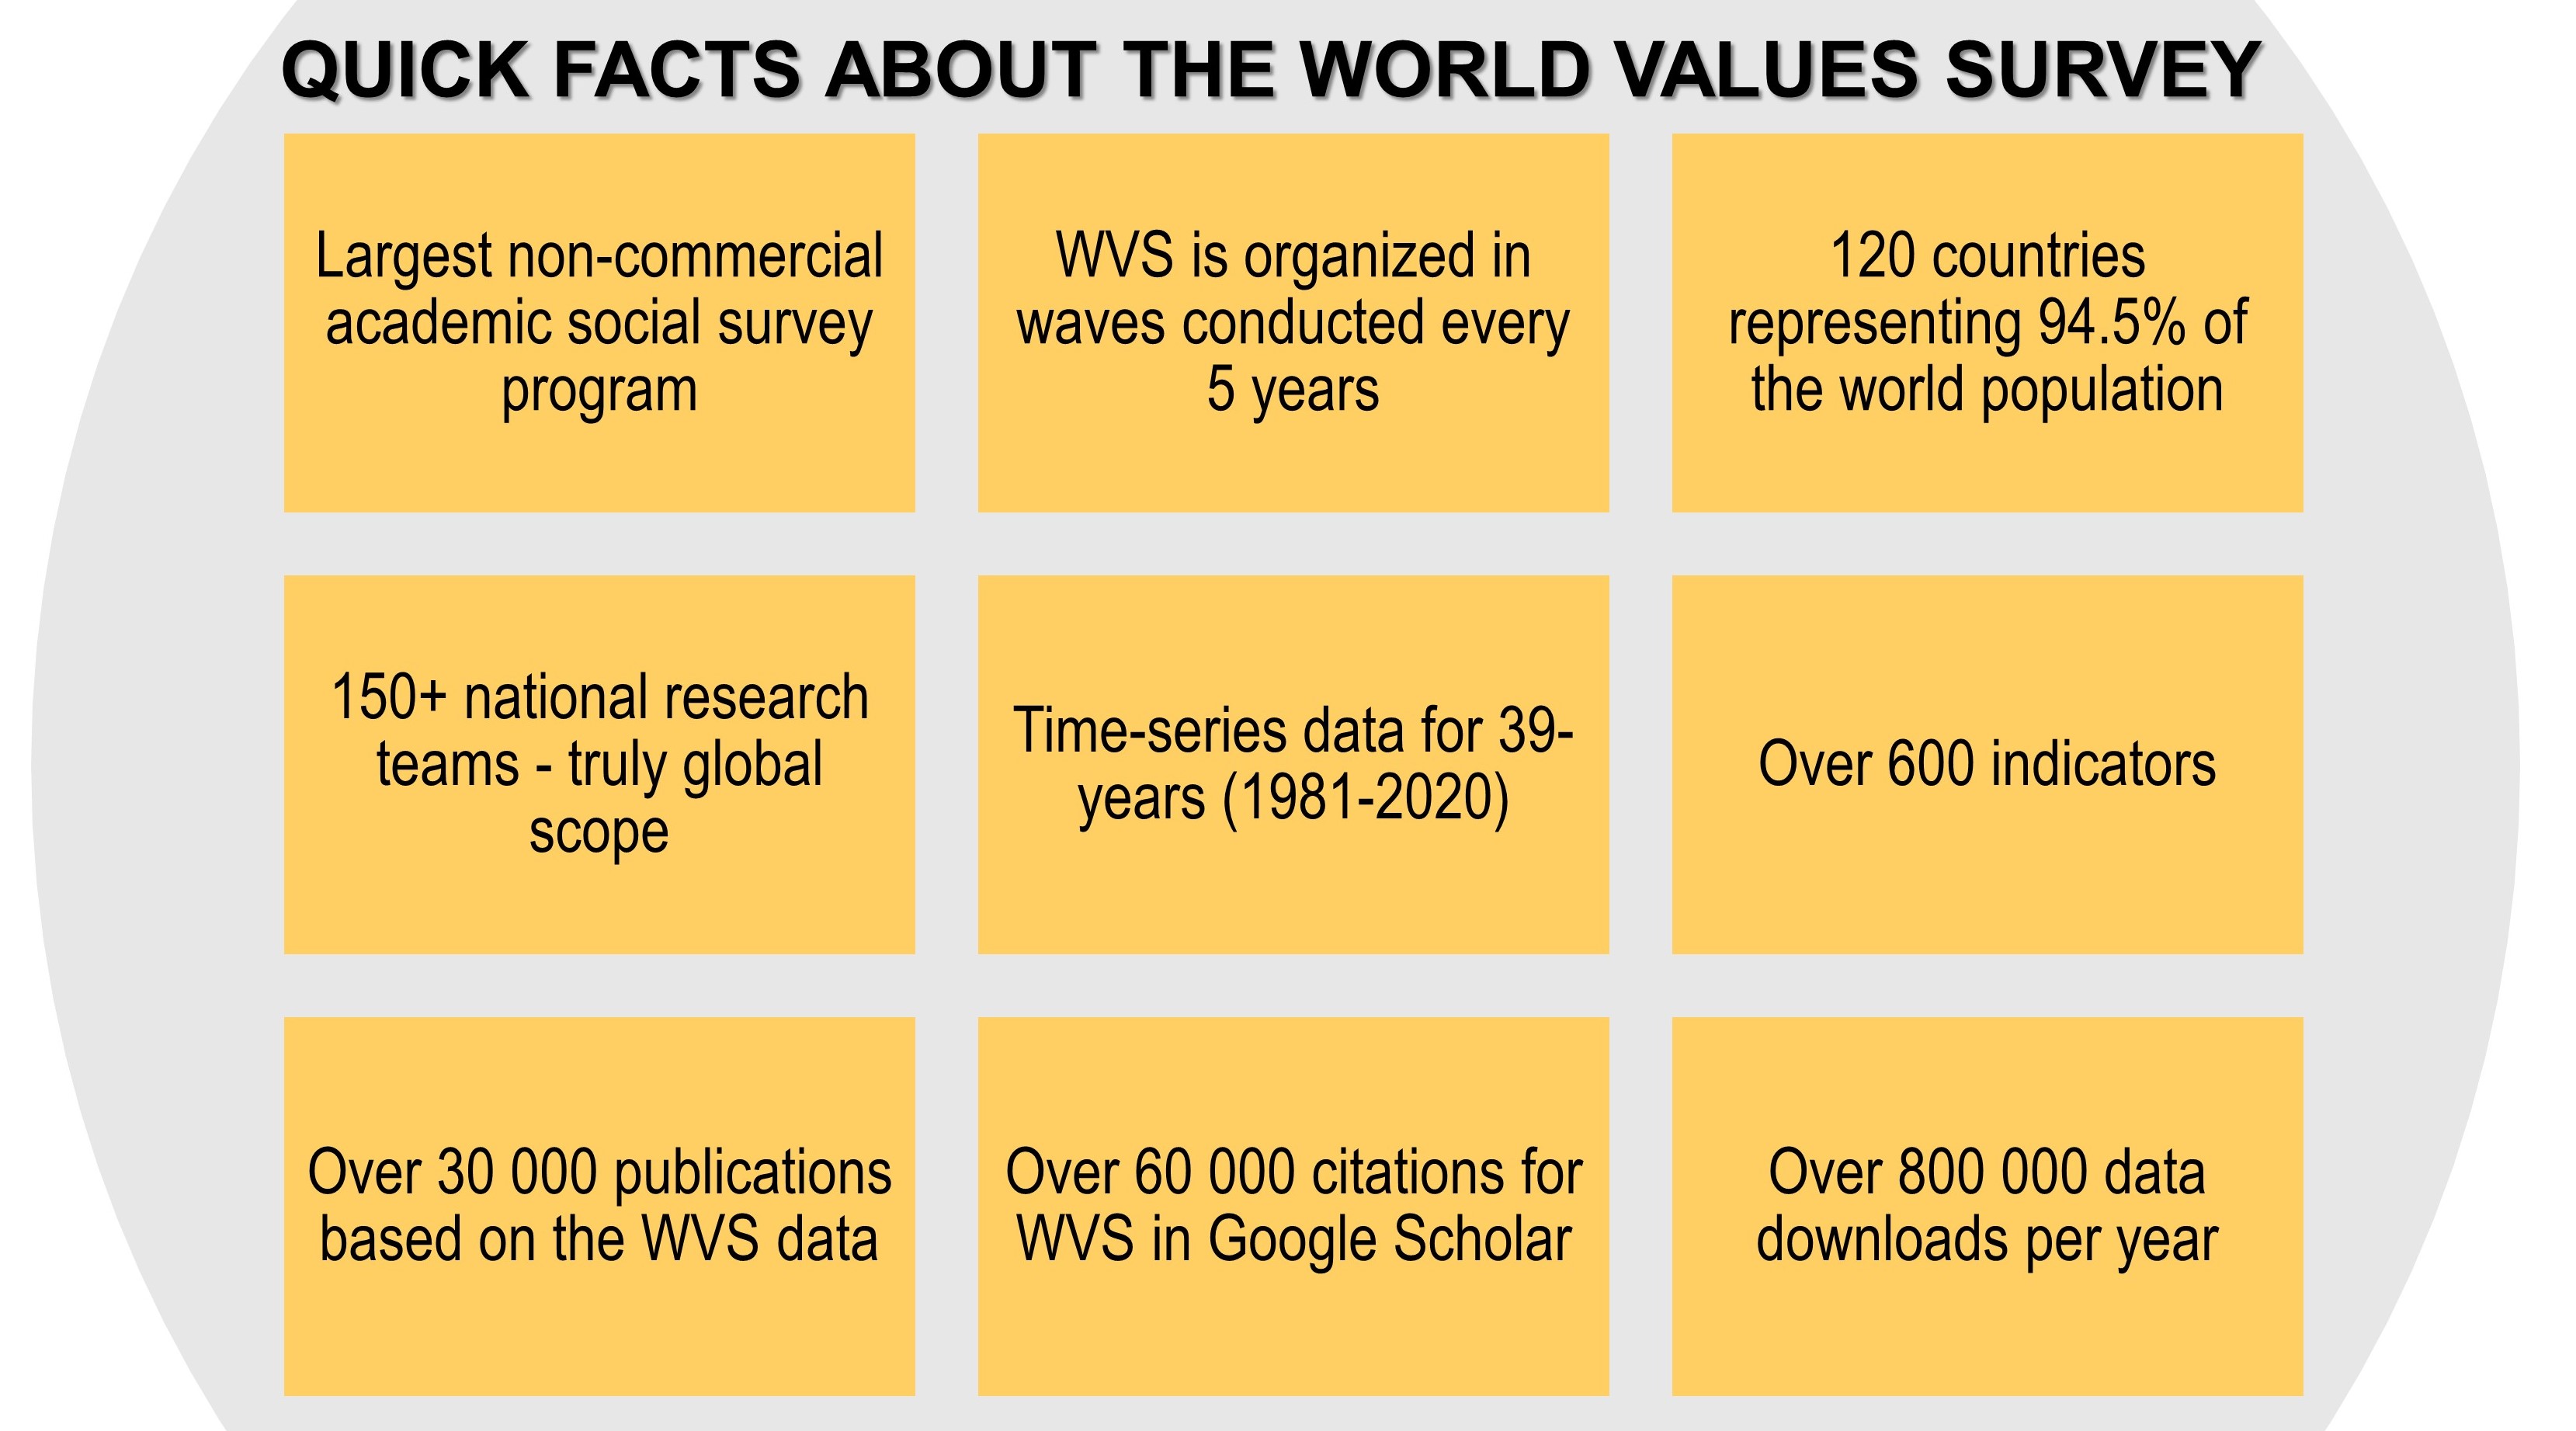 QUICK FACTS ABOUT THE WORLD VALUES SURVEY
Largest non-commercial
academic social survey
program
WVS is organized in
waves conducted every
5 years
120 countries
representing 94.5% of
the world population
150+ national research
teams - truly global
scope
Time-series data for 39-
years (1981-2020)
Over 600 indicators
Over 30 000 publications
based on the WVS data
Over 60 000 citations for
WVS in Google Scholar
Over 800 000 data
downloads per year